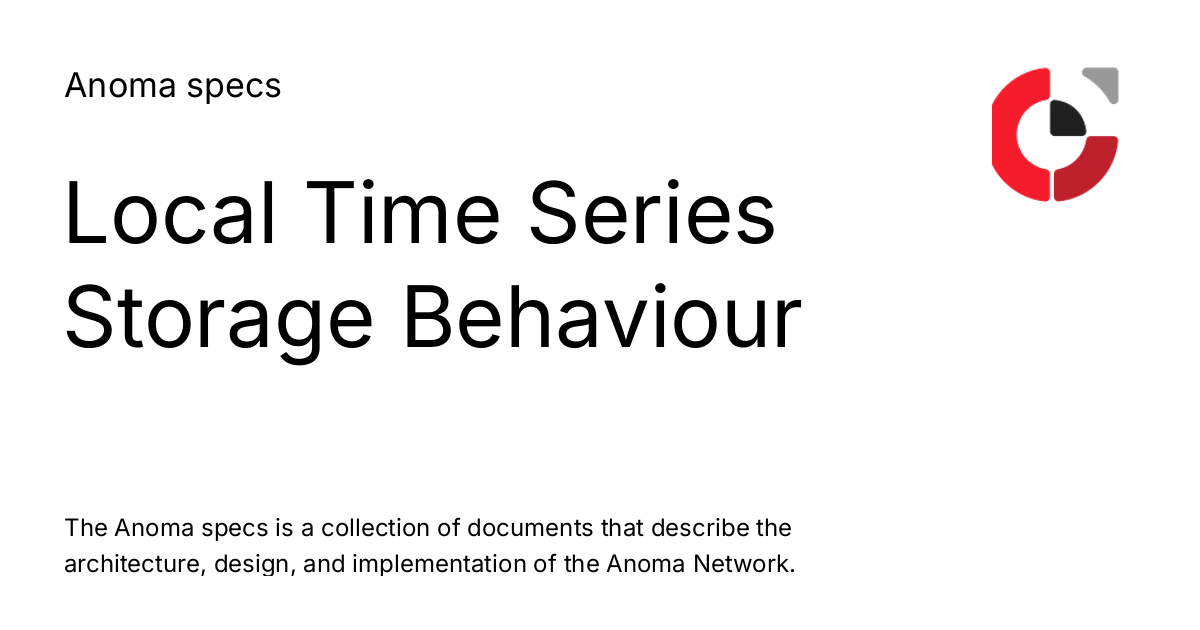 Anoma specs
Local Time Series
Storage Behaviour
The Anoma specs is a collection of documents that describe the
architecture, design, and implementation of the Anoma Network.